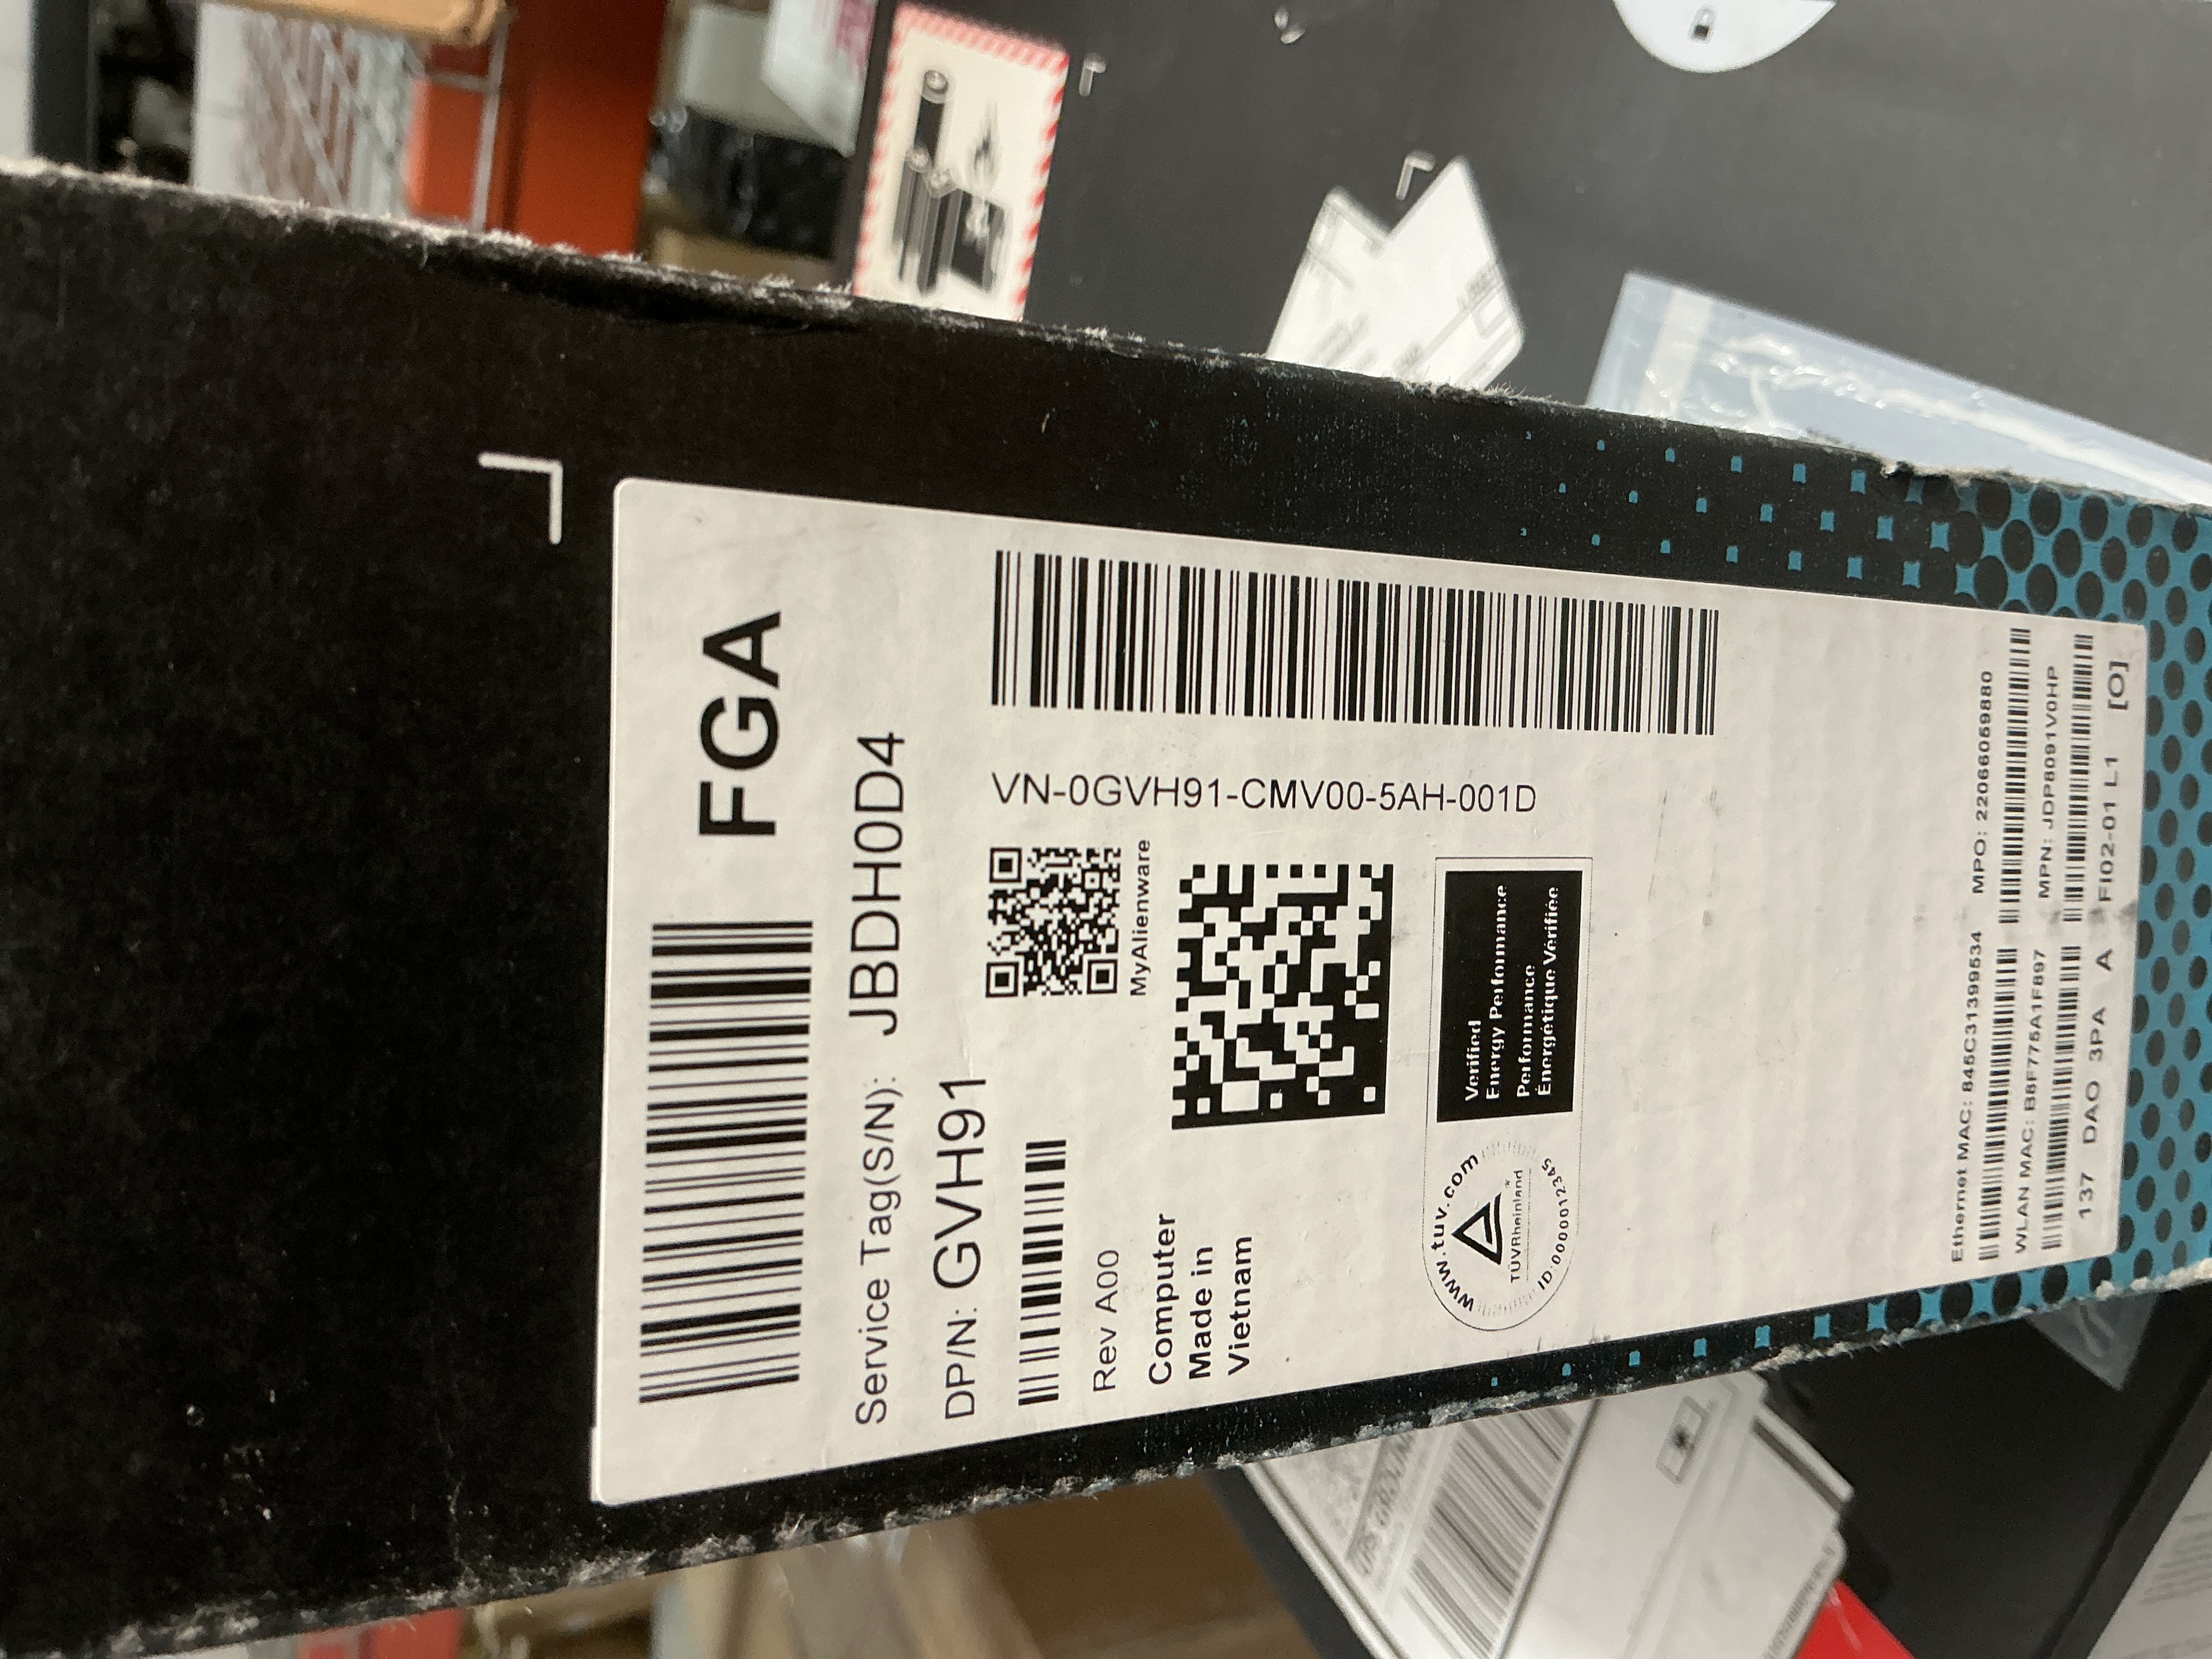 FGA
Service Tag(S/N): JBDH0D4
DP/N: GVH91
Rev A00
MyAlienware
VN-0GVH91-CMV00-5AH-001D
Computer
Made in
Vietnam
www.tuv.com
TÜVRheinland
ID:0000012345
Verified
Energy Performance
Performance
Énergétique Vérifiée
Ethernet MAC: 845C31399534 MPO: 22066059880
WLAN MAC: B8F775A1F897 MPN: JDP8091V0HP
137 DAO 3PA A FI02-01 L1 [O]